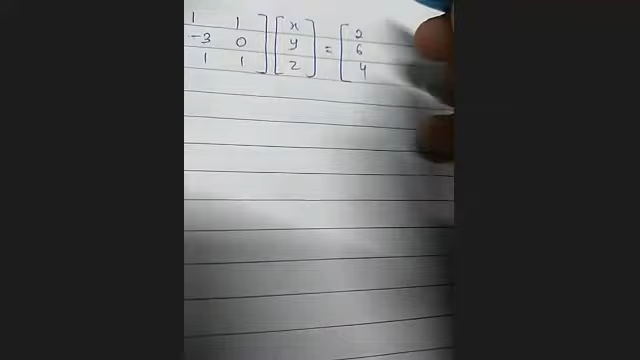 1 1 ] [ x ] = [ 2
-3 0 ] [ y ] = [ 6
1 1 ] [ z ] = [ 4